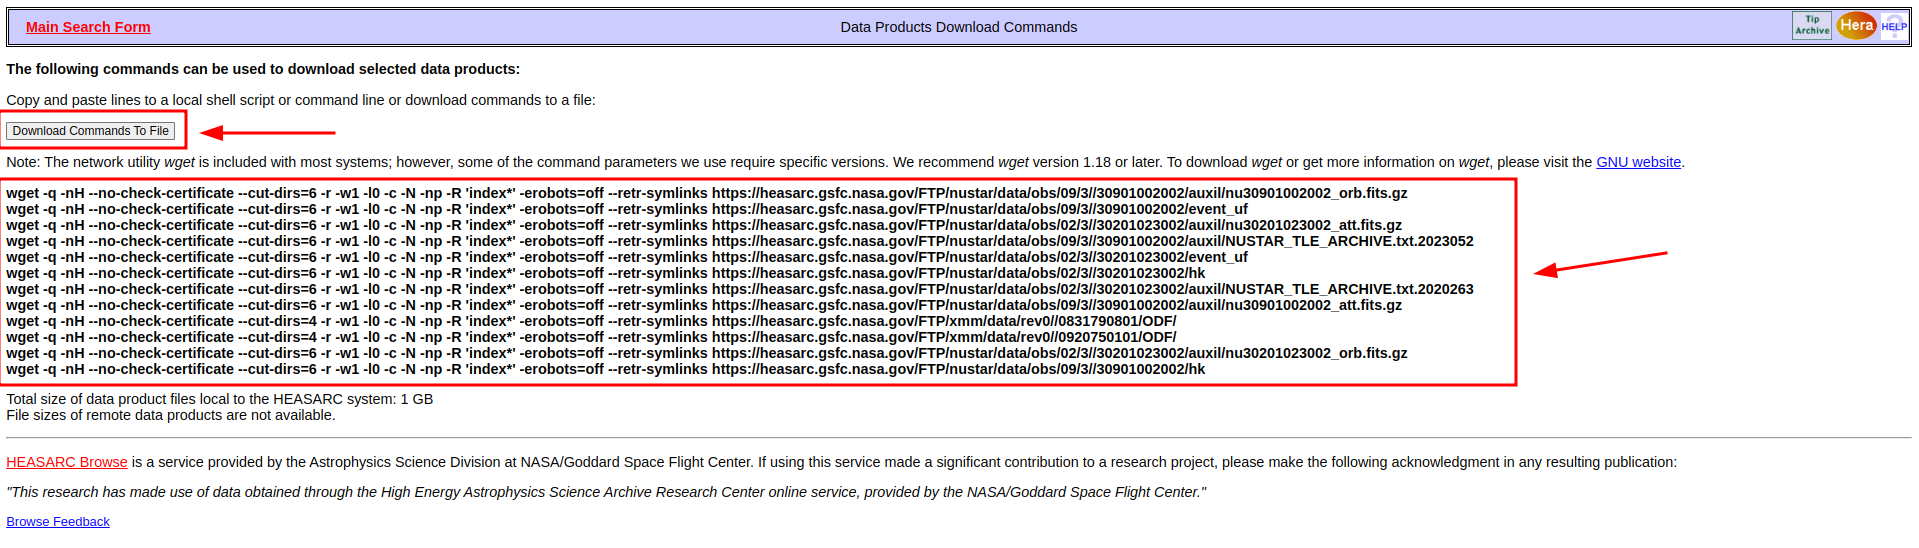 Main Search Form
Data Products Download Commands
Tip
Archive
Hera
?
HELP
The following commands can be used to download selected data products:
Copy and paste lines to a local shell script or command line or download commands to a file:
Download Commands To File
Note: The network utility wget is included with most systems; however, some of the command parameters we use require specific versions. We recommend wget version 1.18 or later. To download wget or get more information on wget, please visit the GNU website.
wget -q -nH --no-check-certificate --cut-dirs=6 -r -w1 -l0 -c -N -np -R 'index*' -erobots=off --retr-symlinks https://heasarc.gsfc.nasa.gov/FTP/nustar/data/obs/09/3//30901002002/auxil/nu30901002002_orb.fits.gz
wget -q -nH --no-check-certificate --cut-dirs=6 -r -w1 -l0 -c -N -np -R 'index*' -erobots=off --retr-symlinks https://heasarc.gsfc.nasa.gov/FTP/nustar/data/obs/09/3//30901002002/event_uf
wget -q -nH --no-check-certificate --cut-dirs=6 -r -w1 -l0 -c -N -np -R 'index*' -erobots=off --retr-symlinks https://heasarc.gsfc.nasa.gov/FTP/nustar/data/obs/02/3//30201023002/auxil/nu30201023002_att.fits.gz
wget -q -nH --no-check-certificate --cut-dirs=6 -r -w1 -l0 -c -N -np -R 'index*' -erobots=off --retr-symlinks https://heasarc.gsfc.nasa.gov/FTP/nustar/data/obs/09/3//30901002002/auxil/NUSTAR_TLE_ARCHIVE.txt.2023052
wget -q -nH --no-check-certificate --cut-dirs=6 -r -w1 -l0 -c -N -np -R 'index*' -erobots=off --retr-symlinks https://heasarc.gsfc.nasa.gov/FTP/nustar/data/obs/02/3//30201023002/event_uf
wget -q -nH --no-check-certificate --cut-dirs=6 -r -w1 -l0 -c -N -np -R 'index*' -erobots=off --retr-symlinks https://heasarc.gsfc.nasa.gov/FTP/nustar/data/obs/02/3//30201023002/hk
wget -q -nH --no-check-certificate --cut-dirs=6 -r -w1 -l0 -c -N -np -R 'index*' -erobots=off --retr-symlinks https://heasarc.gsfc.nasa.gov/FTP/nustar/data/obs/02/3//30201023002/auxil/NUSTAR_TLE_ARCHIVE.txt.2020263
wget -q -nH --no-check-certificate --cut-dirs=6 -r -w1 -l0 -c -N -np -R 'index*' -erobots=off --retr-symlinks https://heasarc.gsfc.nasa.gov/FTP/nustar/data/obs/09/3//30901002002/auxil/nu30901002002_att.fits.gz
wget -q -nH --no-check-certificate --cut-dirs=4 -r -w1 -l0 -c -N -np -R 'index*' -erobots=off --retr-symlinks https://heasarc.gsfc.nasa.gov/FTP/xmm/data/rev0//0831790801/ODF/
wget -q -nH --no-check-certificate --cut-dirs=4 -r -w1 -l0 -c -N -np -R 'index*' -erobots=off --retr-symlinks https://heasarc.gsfc.nasa.gov/FTP/xmm/data/rev0//0920750101/ODF/
wget -q -nH --no-check-certificate --cut-dirs=6 -r -w1 -l0 -c -N -np -R 'index*' -erobots=off --retr-symlinks https://heasarc.gsfc.nasa.gov/FTP/nustar/data/obs/02/3//30201023002/auxil/nu30201023002_orb.fits.gz
wget -q -nH --no-check-certificate --cut-dirs=6 -r -w1 -l0 -c -N -np -R 'index*' -erobots=off --retr-symlinks https://heasarc.gsfc.nasa.gov/FTP/nustar/data/obs/09/3//30901002002/hk
Total size of data product files local to the HEASARC system: 1 GB
File sizes of remote data products are not available.
HEASARC Browse is a service provided by the Astrophysics Science Division at NASA/Goddard Space Flight Center. If using this service made a significant contribution to a research project, please make the following acknowledgment in any resulting publication:
"This research has made use of data obtained through the High Energy Astrophysics Science Archive Research Center online service, provided by the NASA/Goddard Space Flight Center."
Browse Feedback